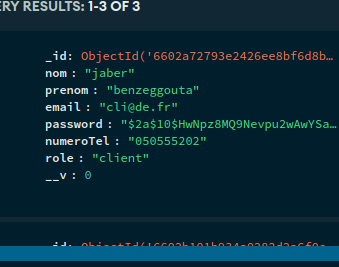 ERY RESULTS: 1-3 OF 3
_id: ObjectId('6602a72793e2426ee8bf6d8b…
nom : "jaber"
prenom : "benzeggouta"
email : "cli@de.fr"
password : "$2a$10$HwNpz8MQ9Nevpu2wAwYSa…
numeroTel : "050555202"
role : "client"
__v : 0